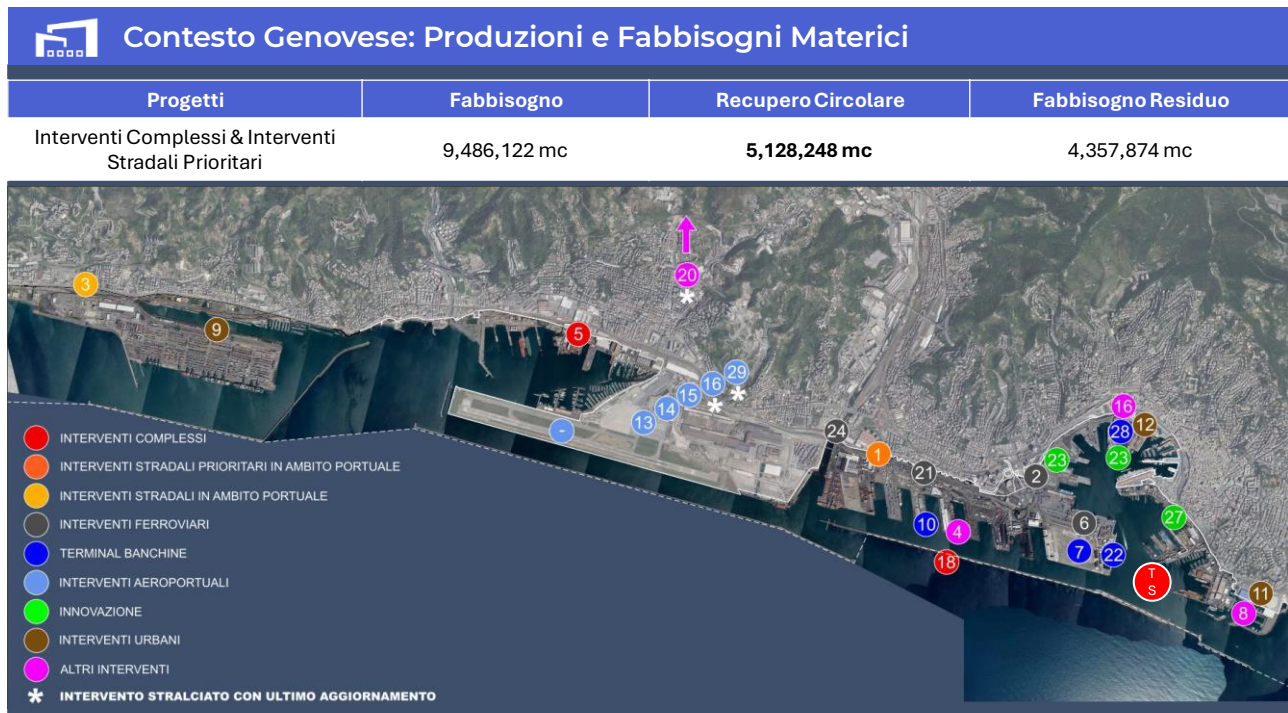 Contesto Genovese: Produzioni e Fabbisogni Materici
Progetti
Fabbisogno
Recupero Circolare
Fabbisogno Residuo
Interventi Complessi & Interventi
Stradali Prioritari
9,486,122 mc
5,128,248 mc
4,357,874 mc
20
*
3
9
5
29
*
16
*
15
14
13
-
24
1
21
2
16
12
28
23
23
27
10
4
18
6
7
22
T
S
11
8
INTERVENTI COMPLESSI
INTERVENTI STRADALI PRIORITARI IN AMBITO PORTUALE
INTERVENTI STRADALI IN AMBITO PORTUALE
INTERVENTI FERROVIARI
TERMINAL BANCHINE
INTERVENTI AEROPORTUALI
INNOVAZIONE
INTERVENTI URBANI
ALTRI INTERVENTI
* INTERVENTO STRALCIATO CON ULTIMO AGGIORNAMENTO